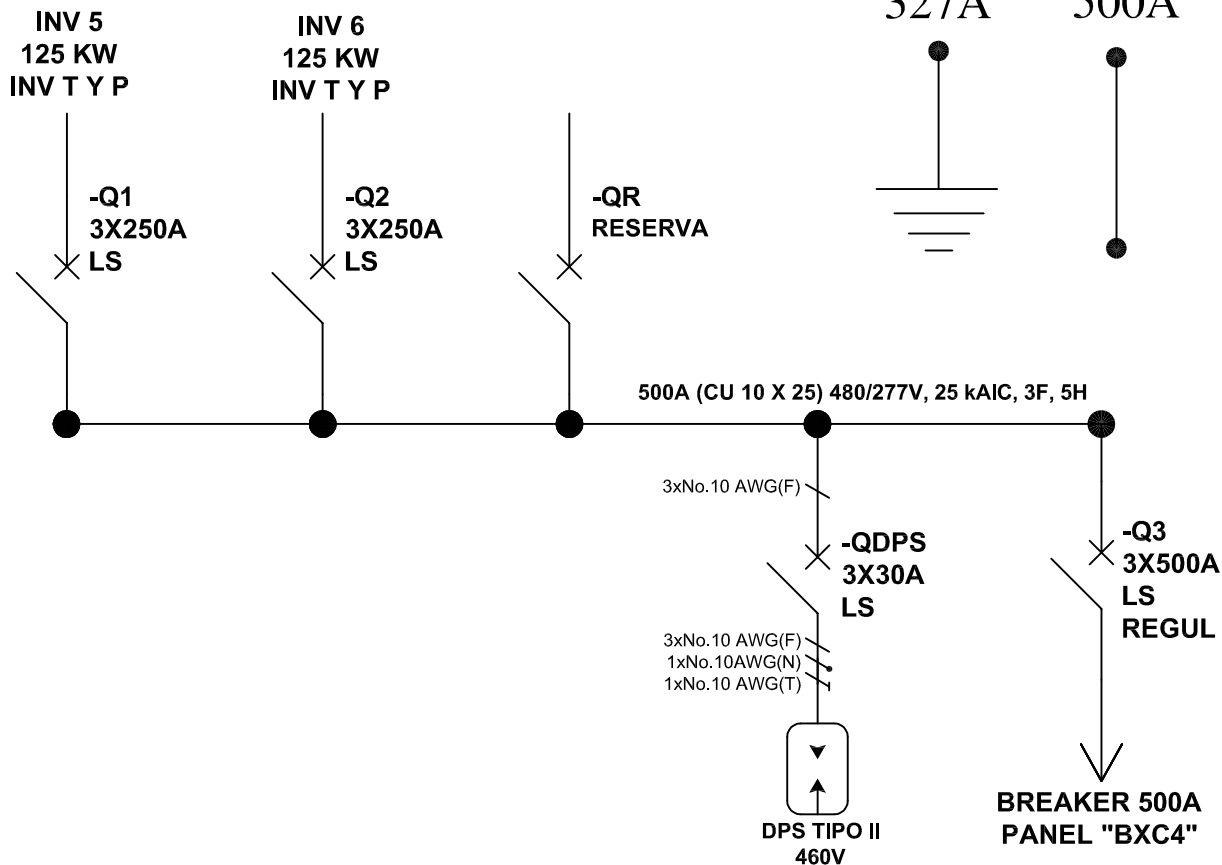 INV 5
125 KW
INV T Y P
INV 6
125 KW
INV T Y P
327A
500A
-Q1
3X250A
LS
-Q2
3X250A
LS
-QR
RESERVA
500A (CU 10 X 25) 480/277V, 25 kAIC, 3F, 5H
3xNo.10 AWG(F)
-QDPS
3X30A
LS
3xNo.10 AWG(F)
1xNo.10AWG(N)
1xNo.10 AWG(T)
DPS TIPO II
460V
-Q3
3X500A
LS
REGUL
BREAKER 500A
PANEL "BXC4"